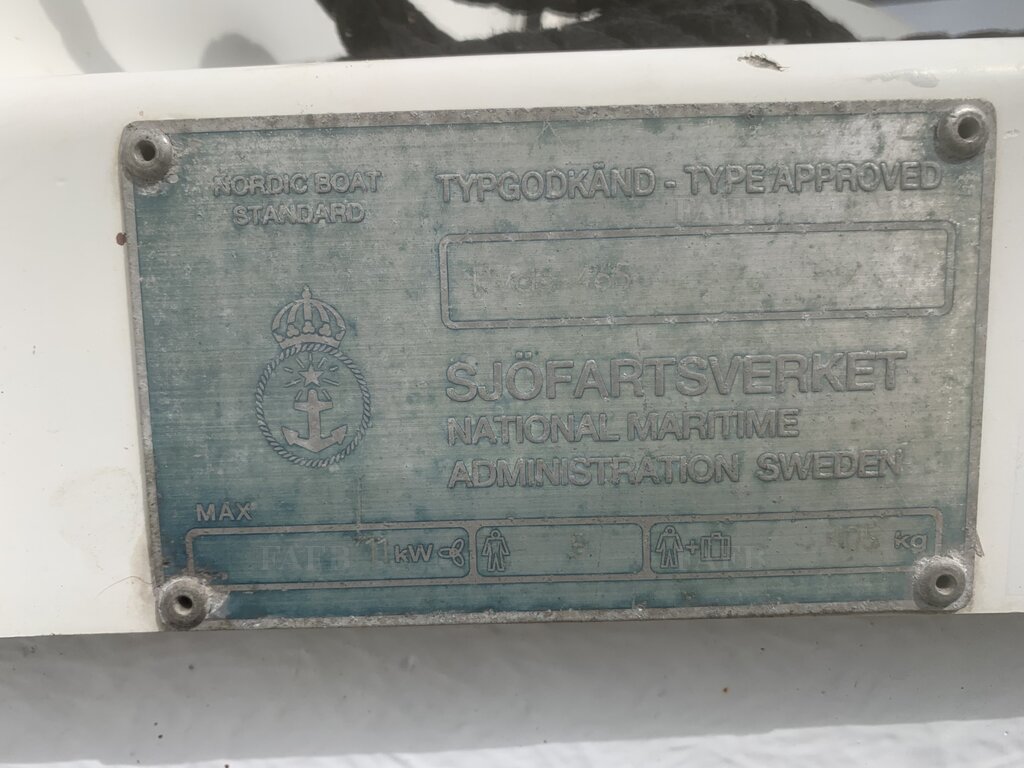 NORDIC BOAT
STANDARD
TYPGODKÄND - TYPE APPROVED
SJÖFARTSVERKET
NATIONAL MARITIME
ADMINISTRATION SWEDEN
MAX
kW
+
kg